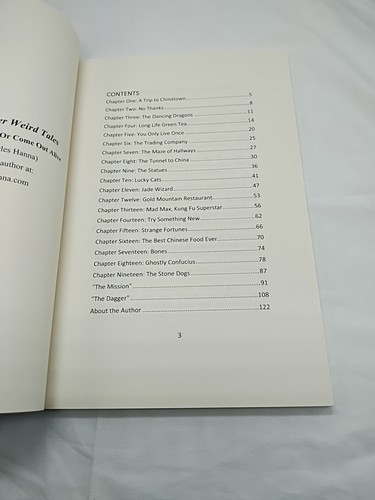 er Weird Tales
Or Come Out Alive
les Hanna)
author at:
nna.com
CONTENTS
Chapter One: A Trip to Chinatown 5
Chapter Two: No Thanks 8
Chapter Three: The Dancing Dragons 11
Chapter Four: Long Life Green Tea 14
Chapter Five: You Only Live Once 20
Chapter Six: The Trading Company 25
Chapter Seven: The Maze of Hallways 27
Chapter Eight: The Tunnel to China 30
Chapter Nine: The Statues 36
Chapter Ten: Lucky Cats 41
Chapter Eleven: Jade Wizard 47
Chapter Twelve: Gold Mountain Restaurant 53
Chapter Thirteen: Mad Max, Kung Fu Superstar 56
Chapter Fourteen: Try Something New 62
Chapter Fifteen: Strange Fortunes 66
Chapter Sixteen: The Best Chinese Food Ever 70
Chapter Seventeen: Bones 74
Chapter Eighteen: Ghostly Confucius 78
Chapter Nineteen: The Stone Dogs 87
"The Mission" 91
"The Dagger" 108
About the Author 122
3